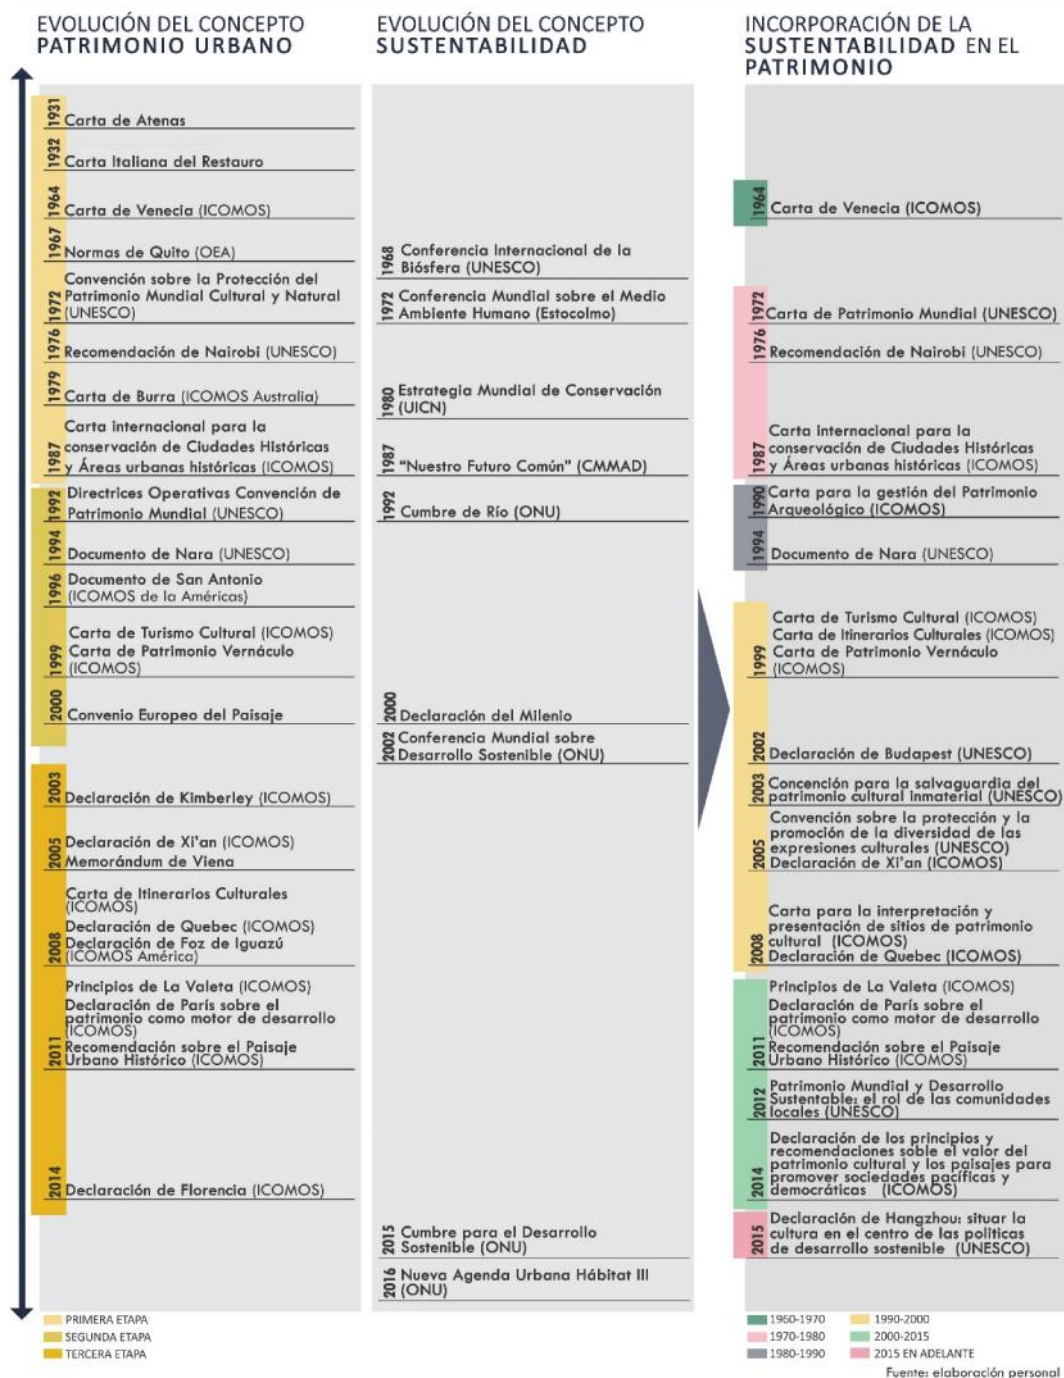 EVOLUCIÓN DEL CONCEPTO
PATRIMONIO URBANO
1931 Carta de Atenas
1932 Carta Italiana del Restauro
1964 Carta de Venecia (ICOMOS)
1967 Normas de Quito (OEA)
Convención sobre la Protección del
1972 Patrimonio Mundial Cultural y Natural
(UNESCO)
1976 Recomendación de Nairobi (UNESCO)
1979 Carta de Burra (ICOMOS Australia)
Carta internacional para la
conservación de Ciudades Históricas
1987 y Áreas urbanas históricas (ICOMOS)
1992 Directrices Operativas Convención de
Patrimonio Mundial (UNESCO)
1994 Documento de Nara (UNESCO)
1996 Documento de San Antonio
(ICOMOS de la Américas)
Carta de Turismo Cultural (ICOMOS)
1999 Carta de Patrimonio Vernáculo
(ICOMOS)
2000 Convenio Europeo del Paisaje
2003 Declaración de Kimberley (ICOMOS)
2005 Declaración de Xi'an (ICOMOS)
Memorándum de Viena
Carta de Itinerarios Culturales
(ICOMOS)
2008 Declaración de Quebec (ICOMOS)
Declaración de Foz de Iguazú
(ICOMOS América)
Principios de La Valeta (ICOMOS)
Declaración de París sobre el
patrimonio como motor de desarrollo
(ICOMOS)
2011 Recomendación sobre el Paisaje
Urbano Histórico (ICOMOS)
2014 Declaración de Florencia (ICOMOS)
PRIMERA ETAPA
SEGUNDA ETAPA
TERCERA ETAPA
EVOLUCIÓN DEL CONCEPTO
SUSTENTABILIDAD
1968 Conferencia Internacional de la
Biósfera (UNESCO)
1972 Conferencia Mundial sobre el Medio
Ambiente Humano (Estocolmo)
1980 Estrategia Mundial de Conservación
(UICN)
1987 "Nuestro Futuro Común" (CMMAD)
1992 Cumbre de Río (ONU)
2000 Declaración del Milenio
2002 Conferencia Mundial sobre
Desarrollo Sostenible (ONU)
2015 Cumbre para el Desarrollo
Sostenible (ONU)
2016 Nueva Agenda Urbana Hábitat III
(ONU)
INCORPORACIÓN DE LA
SUSTENTABILIDAD EN EL
PATRIMONIO
1964 Carta de Venecia (ICOMOS)
1972 Carta de Patrimonio Mundial (UNESCO)
1976 Recomendación de Nairobi (UNESCO)
Carta internacional para la
conservación de Ciudades Históricas
1987 y Áreas urbanas históricas (ICOMOS)
1990 Carta para la gestión del Patrimonio
Arqueológico (ICOMOS)
1994 Documento de Nara (UNESCO)
Carta de Turismo Cultural (ICOMOS)
Carta de Itinerarios Culturales (ICOMOS)
1999 Carta de Patrimonio Vernáculo
(ICOMOS)
2002 Declaración de Budapest (UNESCO)
2003 Concención para la salvaguardia del
patrimonio cultural inmaterial (UNESCO)
Convención sobre la protección y la
promoción de la diversidad de las
2005 expresiones culturales (UNESCO)
Declaración de Xi'an (ICOMOS)
Carta para la interpretación y
presentación de sitios de patrimonio
2008 cultural (ICOMOS)
Declaración de Quebec (ICOMOS)
Principios de La Valeta (ICOMOS)
Declaración de París sobre el
patrimonio como motor de desarrollo
(ICOMOS)
2011 Recomendación sobre el Paisaje
Urbano Histórico (ICOMOS)
2012 Patrimonio Mundial y Desarrollo
Sustentable: el rol de las comunidades
locales (UNESCO)
Declaración de los principios y
recomendaciones soble el valor del
patrimonio cultural y los paisajes para
2014 promover sociedades pacíficas y
democráticas (ICOMOS)
Declaración de Hangzhou: situar la
2015 cultura en el centro de las políticas
de desarrollo sostenible (UNESCO)
1960-1970
1970-1980
1980-1990
1990-2000
2000-2015
2015 EN ADELANTE
Fuente: elaboración personal